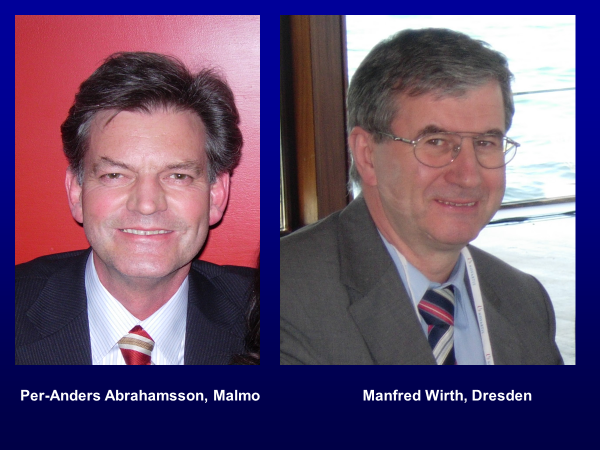 Per-Anders Abrahamsson, Malmo
Manfred Wirth, Dresden